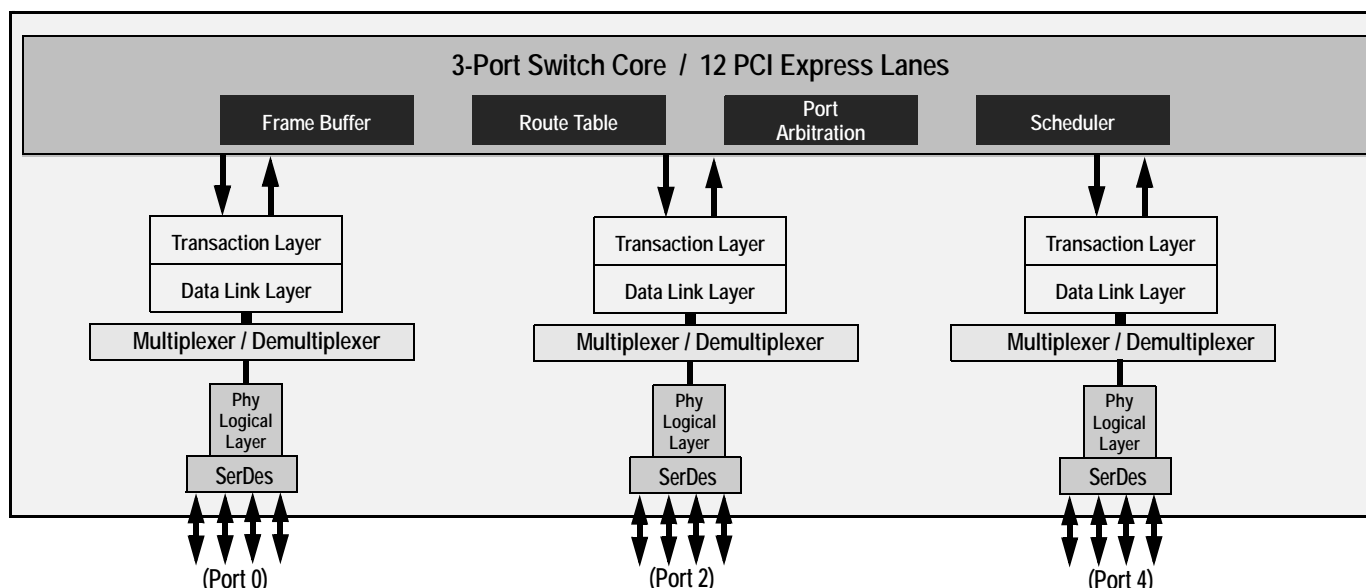 3-Port Switch Core / 12 PCI Express Lanes
Frame Buffer
Route Table
Port
Arbitration
Scheduler
Transaction Layer
Data Link Layer
Multiplexer / Demultiplexer
Phy
Logical
Layer
SerDes
(Port 0)
Transaction Layer
Data Link Layer
Multiplexer / Demultiplexer
Phy
Logical
Layer
SerDes
(Port 2)
Transaction Layer
Data Link Layer
Multiplexer / Demultiplexer
Phy
Logical
Layer
SerDes
(Port 4)